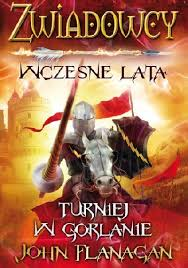 ZWIADOWCY
WCZESNE LATA
TURNIEJ
W GORLANIE
JOHN FLANAGAN